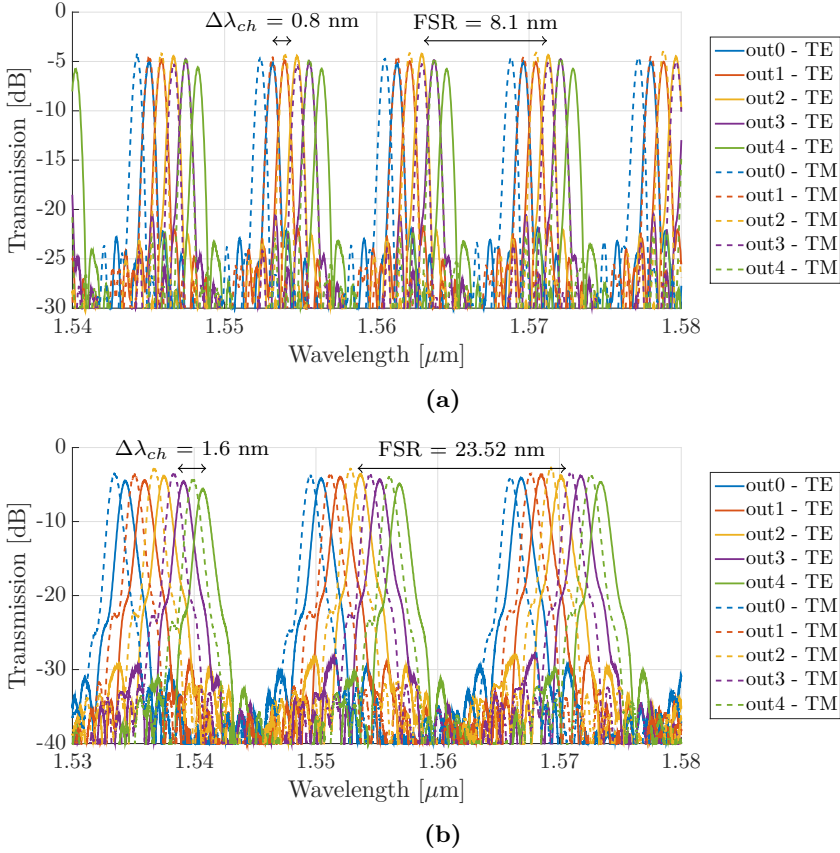 Δλch = 0.8 nm FSR = 8.1 nm
0
-5
-10
-15
-20
-25
-30
Transmission [dB]
1.54 1.55 1.56 1.57 1.58
Wavelength [μm]
out0 - TE
out1 - TE
out2 - TE
out3 - TE
out4 - TE
out0 - TM
out1 - TM
out2 - TM
out3 - TM
out4 - TM
(a)
Δλch = 1.6 nm FSR = 23.52 nm
0
-10
-20
-30
-40
Transmission [dB]
1.53 1.54 1.55 1.56 1.57 1.58
Wavelength [μm]
out0 - TE
out1 - TE
out2 - TE
out3 - TE
out4 - TE
out0 - TM
out1 - TM
out2 - TM
out3 - TM
out4 - TM
(b)